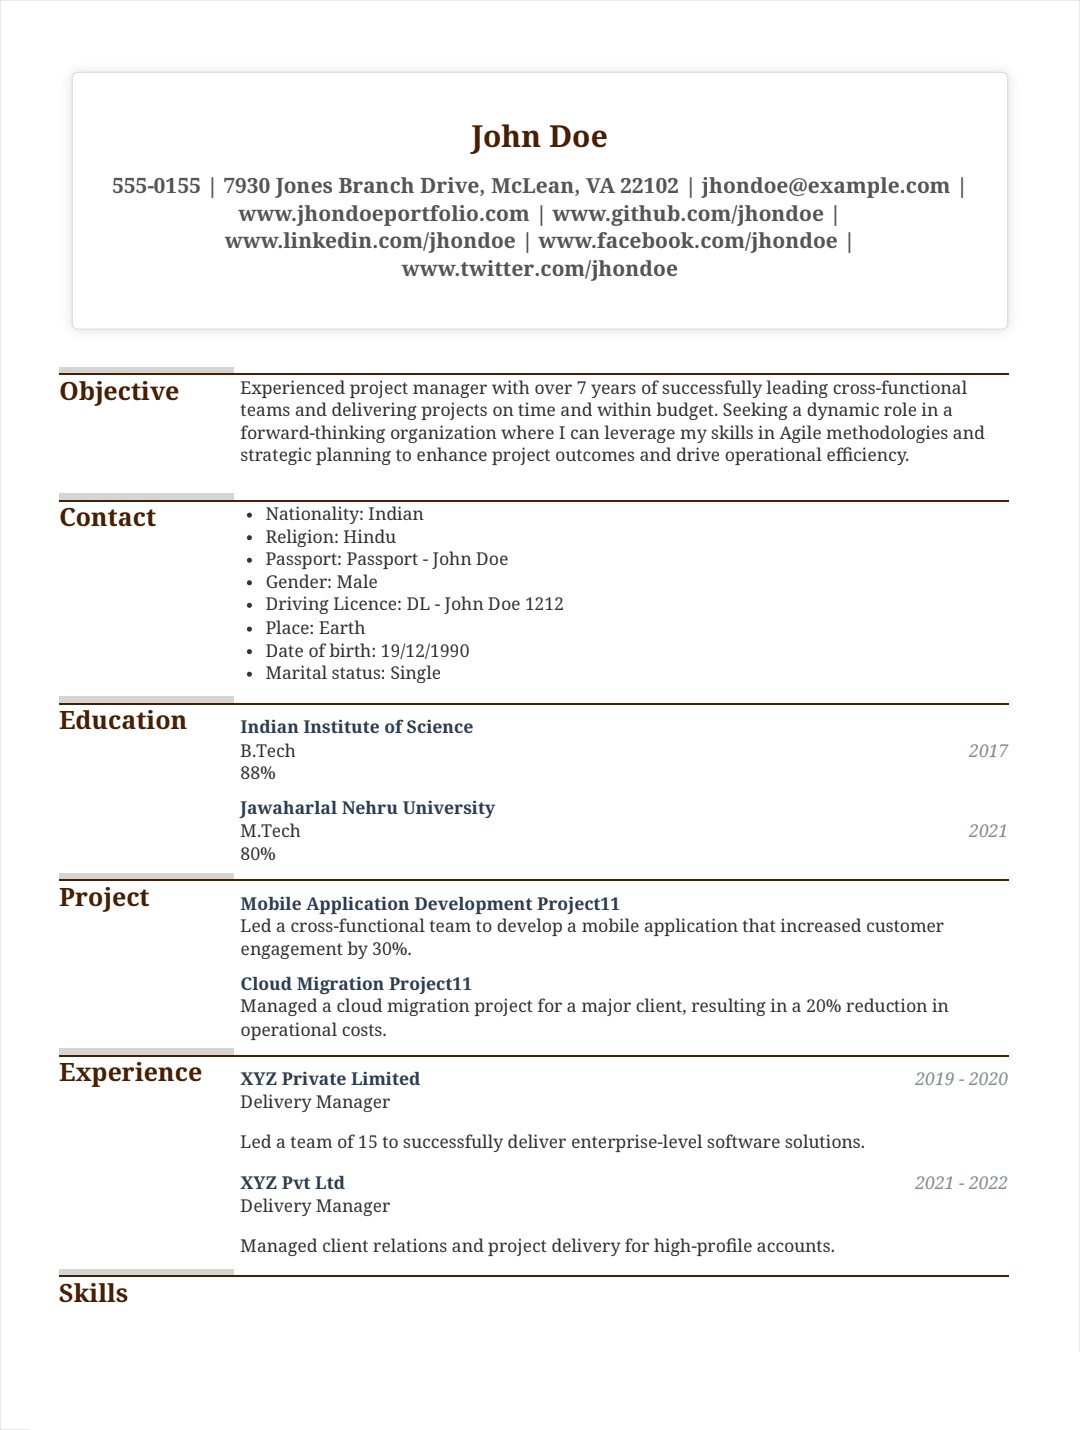 John Doe
555-0155 | 7930 Jones Branch Drive, McLean, VA 22102 | jhondoe@example.com |
www.jhondoeportfolio.com | www.github.com/jhondoe |
www.linkedin.com/jhondoe | www.facebook.com/jhondoe |
www.twitter.com/jhondoe
Objective
Experienced project manager with over 7 years of successfully leading cross-functional
teams and delivering projects on time and within budget. Seeking a dynamic role in a
forward-thinking organization where I can leverage my skills in Agile methodologies and
strategic planning to enhance project outcomes and drive operational efficiency.
Contact
• Nationality: Indian
• Religion: Hindu
• Passport: Passport - John Doe
• Gender: Male
• Driving Licence: DL - John Doe 1212
• Place: Earth
• Date of birth: 19/12/1990
• Marital status: Single
Education
Indian Institute of Science
B.Tech 2017
88%
Jawaharlal Nehru University
M.Tech 2021
80%
Project
Mobile Application Development Project11
Led a cross-functional team to develop a mobile application that increased customer
engagement by 30%.
Cloud Migration Project11
Managed a cloud migration project for a major client, resulting in a 20% reduction in
operational costs.
Experience
XYZ Private Limited 2019 - 2020
Delivery Manager
Led a team of 15 to successfully deliver enterprise-level software solutions.
XYZ Pvt Ltd 2021 - 2022
Delivery Manager
Managed client relations and project delivery for high-profile accounts.
Skills